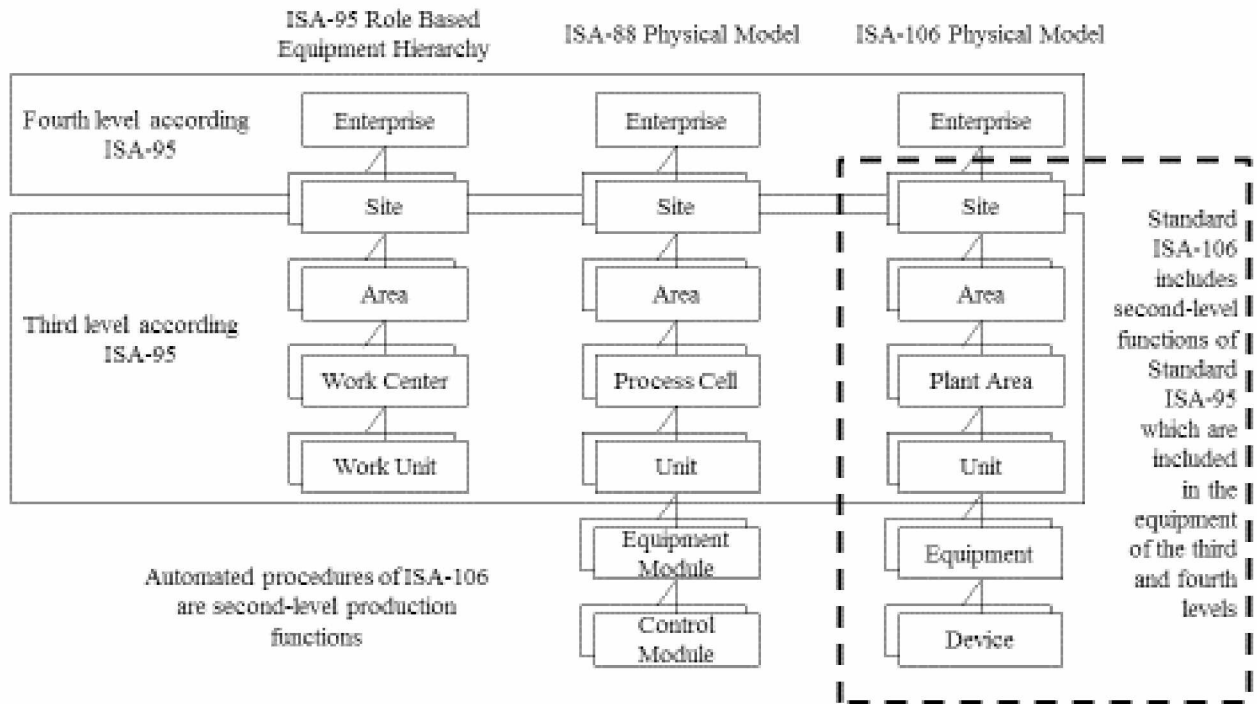 ISA-95 Role Based
Equipment Hierarchy
ISA-88 Physical Model
ISA-106 Physical Model
Fourth level according
ISA-95
Enterprise
Enterprise
Enterprise
Site
Site
Site
Third level according
ISA-95
Area
Area
Area
Work Center
Process Cell
Plant Area
Work Unit
Unit
Unit
Equipment
Module
Equipment
Control
Module
Device
Automated procedures of ISA-106
are second-level production
functions
Standard
ISA-106
includes
second-level
functions of
Standard
ISA-95
which are
included
in the
equipment
of the third
and fourth
levels